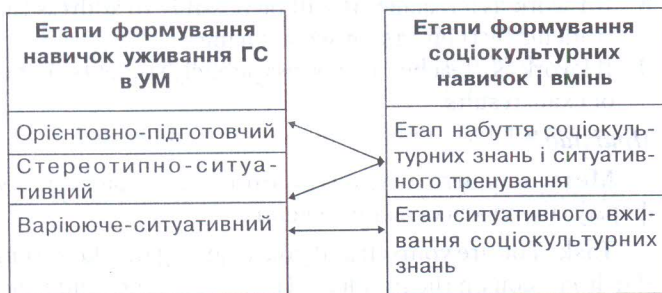 Етапи формування
навичок уживання ГС
в УМ
Орієнтовно-підготовчий
Стереотипно-ситуа-
тивний
Варіююче-ситуативний
Етапи формування
соціокультурних
навичок і вмінь
Етап набуття соціокуль-
турних знань і ситуатив-
ного тренування
Етап ситуативного вжи-
вання соціокультурних
знань